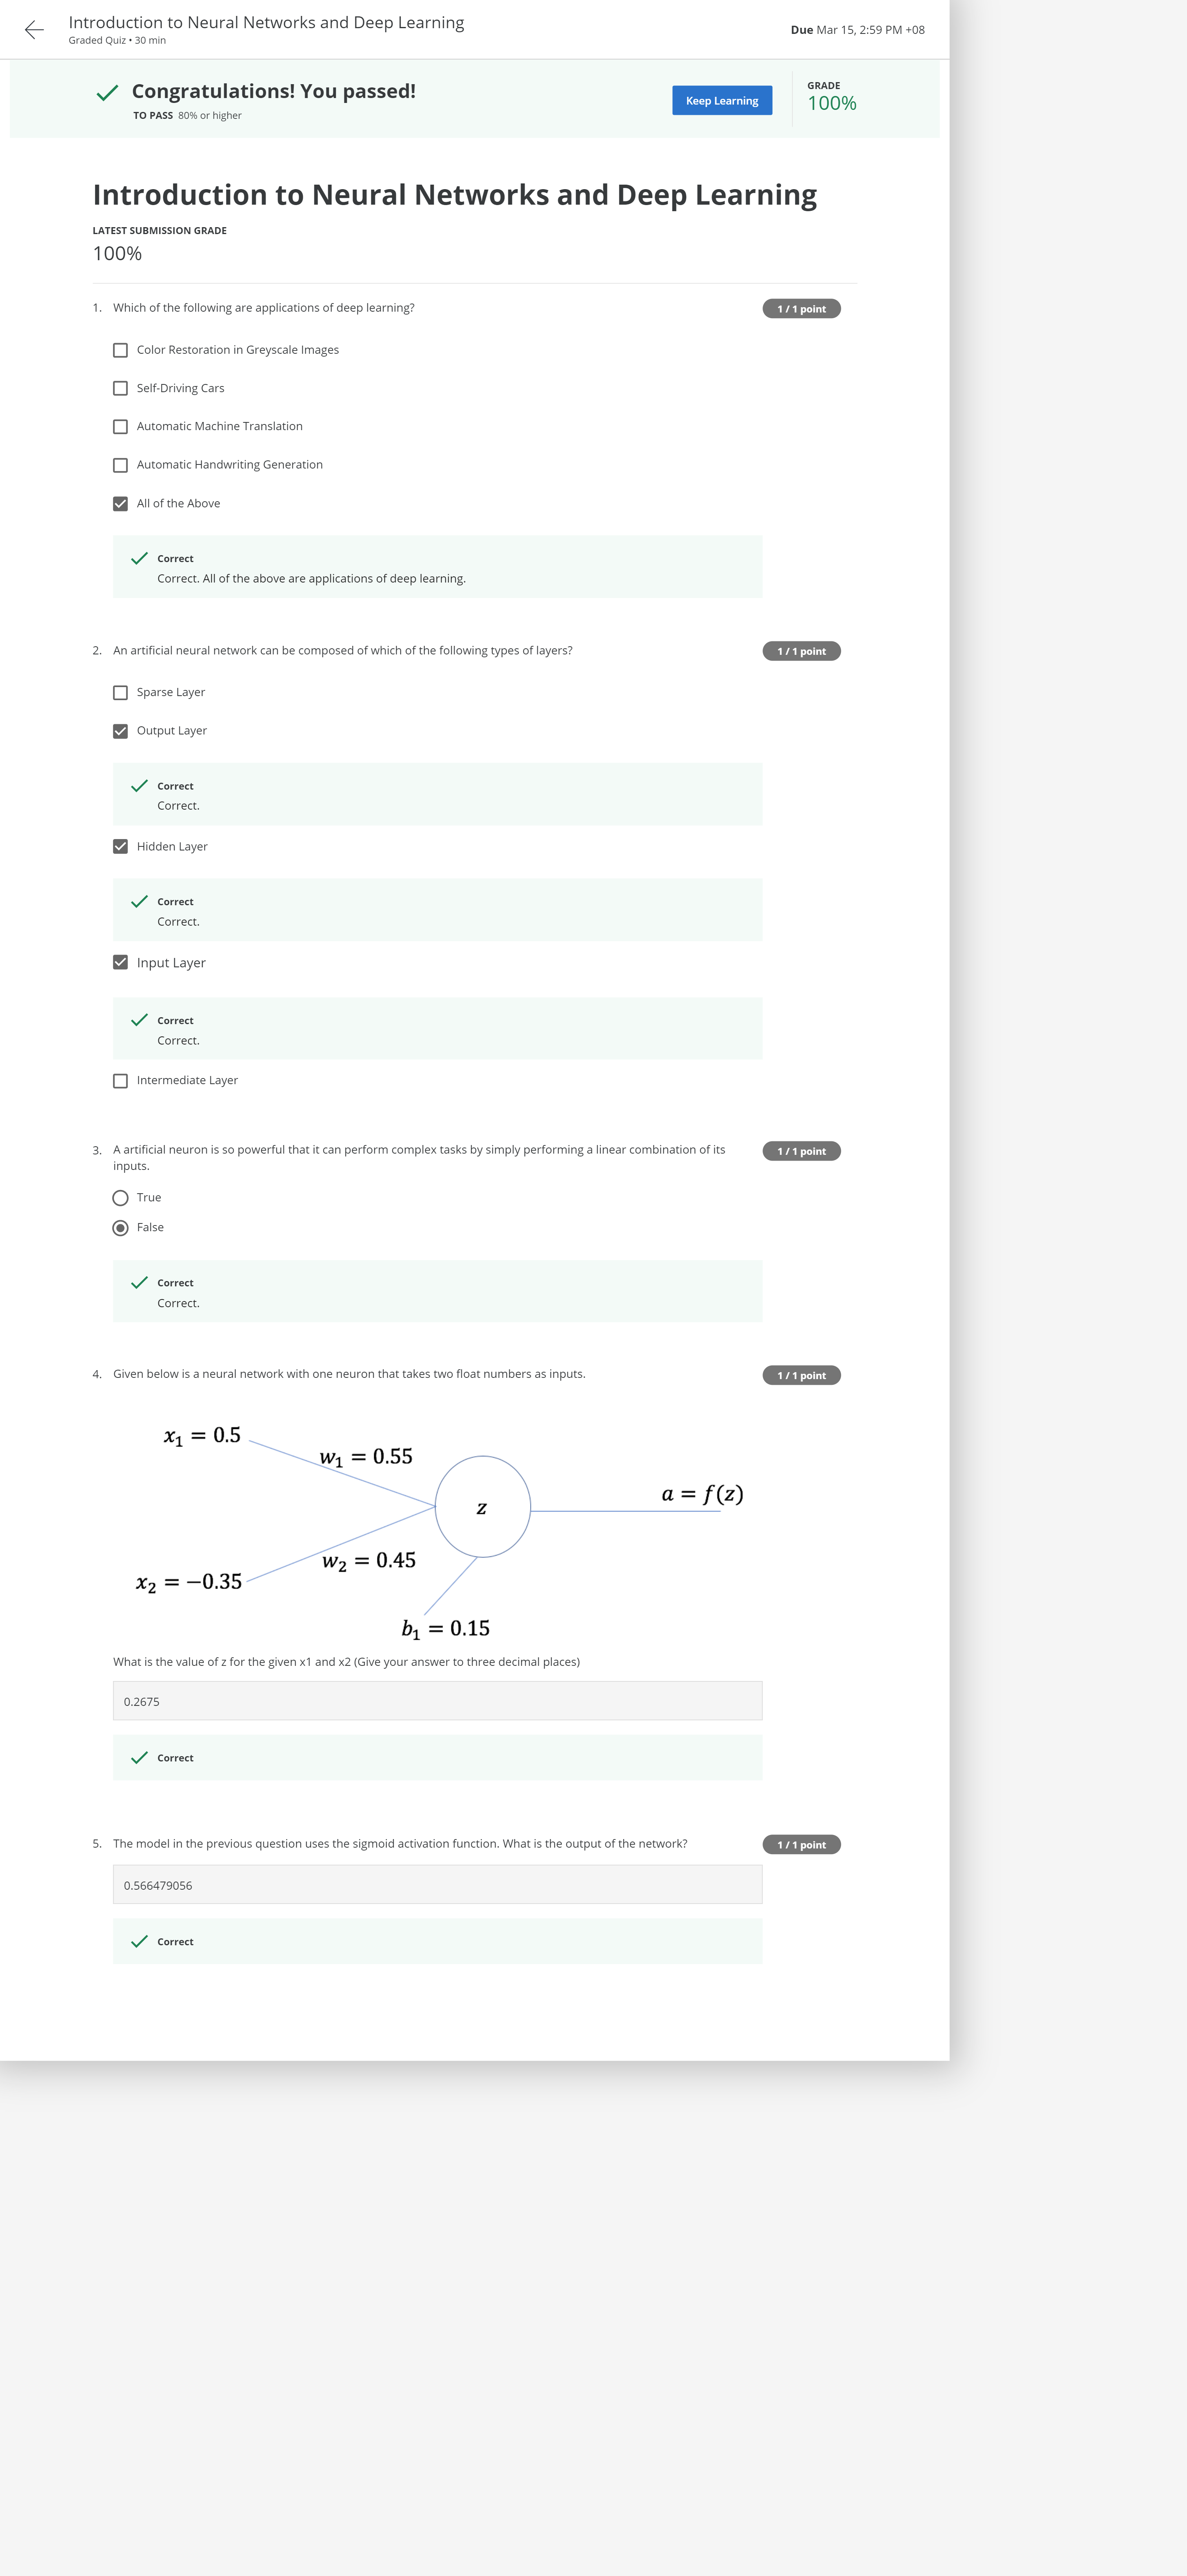 Introduction to Neural Networks and Deep Learning
Graded Quiz • 30 min
Due Mar 15, 2:59 PM +08
Congratulations! You passed!
TO PASS 80% or higher
Keep Learning
GRADE
100%
Introduction to Neural Networks and Deep Learning
LATEST SUBMISSION GRADE
100%
1. Which of the following are applications of deep learning?
1 / 1 point
Color Restoration in Greyscale Images
Self-Driving Cars
Automatic Machine Translation
Automatic Handwriting Generation
All of the Above
Correct
Correct. All of the above are applications of deep learning.
2. An artificial neural network can be composed of which of the following types of layers?
1 / 1 point
Sparse Layer
Output Layer
Correct
Correct.
Hidden Layer
Correct
Correct.
Input Layer
Correct
Correct.
Intermediate Layer
3. A artificial neuron is so powerful that it can perform complex tasks by simply performing a linear combination of its
inputs.
1 / 1 point
True
False
Correct
Correct.
4. Given below is a neural network with one neuron that takes two float numbers as inputs.
1 / 1 point
x₁ = 0.5
w₁ = 0.55
a = f(z)
z
w₂ = 0.45
x₂ = −0.35
b₁ = 0.15
What is the value of z for the given x1 and x2 (Give your answer to three decimal places)
0.2675
Correct
5. The model in the previous question uses the sigmoid activation function. What is the output of the network?
1 / 1 point
0.566479056
Correct